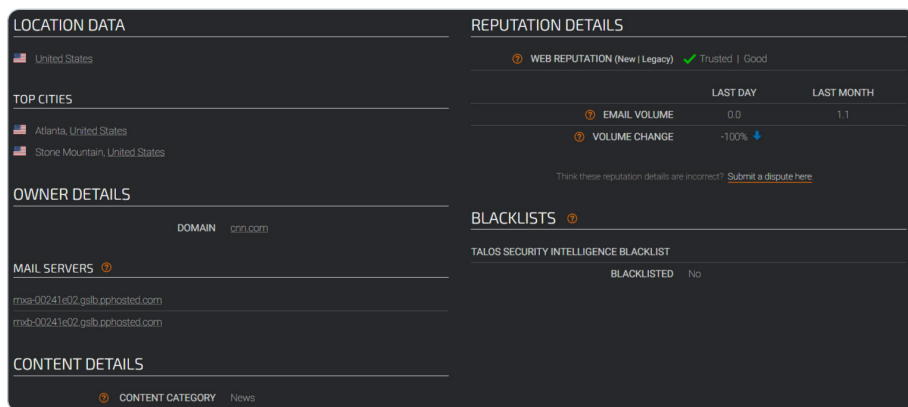 LOCATION DATA
United States
TOP CITIES
Atlanta, United States
Stone Mountain, United States
OWNER DETAILS
DOMAIN cnn.com
MAIL SERVERS ?
mxa-00241e02.gslb.pphosted.com
mxb-00241e02.gslb.pphosted.com
CONTENT DETAILS
? CONTENT CATEGORY News
REPUTATION DETAILS
? WEB REPUTATION (New | Legacy) Trusted | Good
LAST DAY LAST MONTH
? EMAIL VOLUME 0.0 1.1
? VOLUME CHANGE -100%
Think these reputation details are incorrect? Submit a dispute here.
BLACKLISTS ?
TALOS SECURITY INTELLIGENCE BLACKLIST
BLACKLISTED No